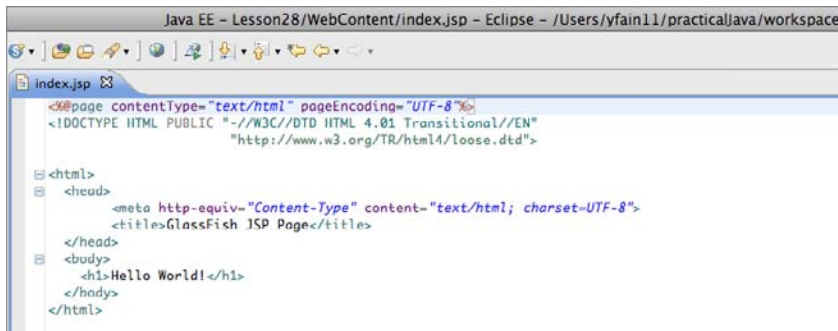 Java EE - Lesson28/WebContent/index.jsp - Eclipse - /Users/yfain11/practicalJava/workspace
index.jsp
<%@page contentType="text/html" pageEncoding="UTF-8"%>
<!DOCTYPE HTML PUBLIC "-//W3C//DTD HTML 4.01 Transitional//EN"
"http://www.w3.org/TR/html4/loose.dtd">
<html>
<head>
<meta http-equiv="Content-Type" content="text/html; charset=UTF-8">
<title>GlassFish JSP Page</title>
</head>
<body>
<h1>Hello World!</h1>
</body>
</html>